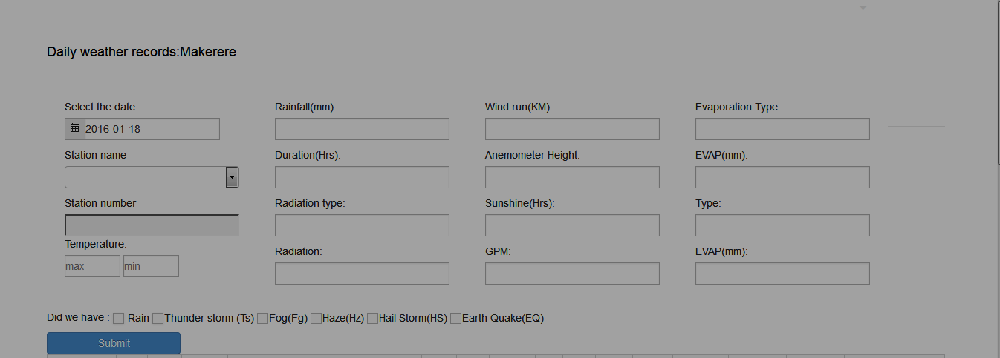 Daily weather records:Makerere
Select the date Rainfall(mm): Wind run(KM): Evaporation Type:
2016-01-18
Station name Duration(Hrs): Anemometer Height: EVAP(mm):
Station number Radiation type: Sunshine(Hrs): Type:
Temperature: Radiation: GPM: EVAP(mm):
max min
Did we have : Rain Thunder storm (Ts) Fog(Fg) Haze(Hz) Hail Storm(HS) Earth Quake(EQ)
Submit